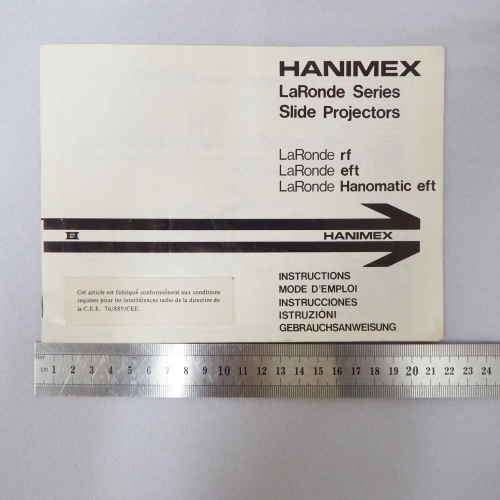 HANIMEX
LaRonde Series
Slide Projectors
LaRonde rf
LaRonde eft
LaRonde Hanomatic eft
HANIMEX
INSTRUCTIONS
MODE D'EMPLOI
INSTRUCCIONES
ISTRUZIONI
GEBRAUCHSANWEISUNG
Cet article est fabriqué conformément aux conditions
requises pour les interférences radio de la directive de
la C.E.E. 76/889/CEE.
cm 1 2 3 4 5 6 7 8 9 10 11 12 13 14 15 16 17 18 19 20 21 22 23 24